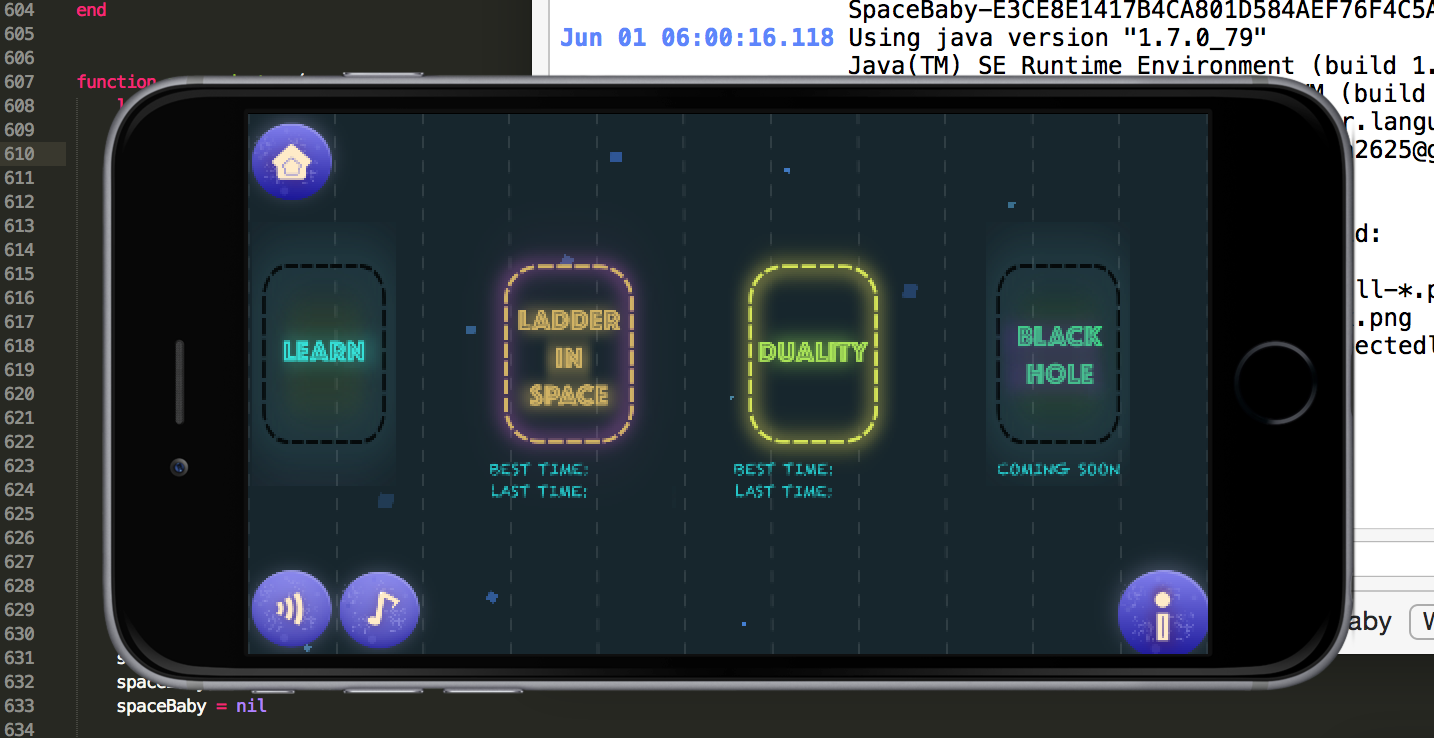 604 end
605
606
607 function
608
609
610
611
612
613
614
615
616
617
618
619
620
621
622
623
624
625
626
627
628
629
630
631
632
633 spaceBaby = nil
634
SpaceBaby-E3CE8E1417B4CA801D584AEF76F4C5A
Jun 01 06:00:16.118 Using java version "1.7.0_79"
Java(TM) SE Runtime Environment (build 1.
(build
r.langu
2625@g
d:
ll-*.p
.png
ectedl
aby
LEARN
LADDER
IN
SPACE
BEST TIME:
LAST TIME:
DUALITY
BEST TIME:
LAST TIME:
BLACK
HOLE
COMING SOON